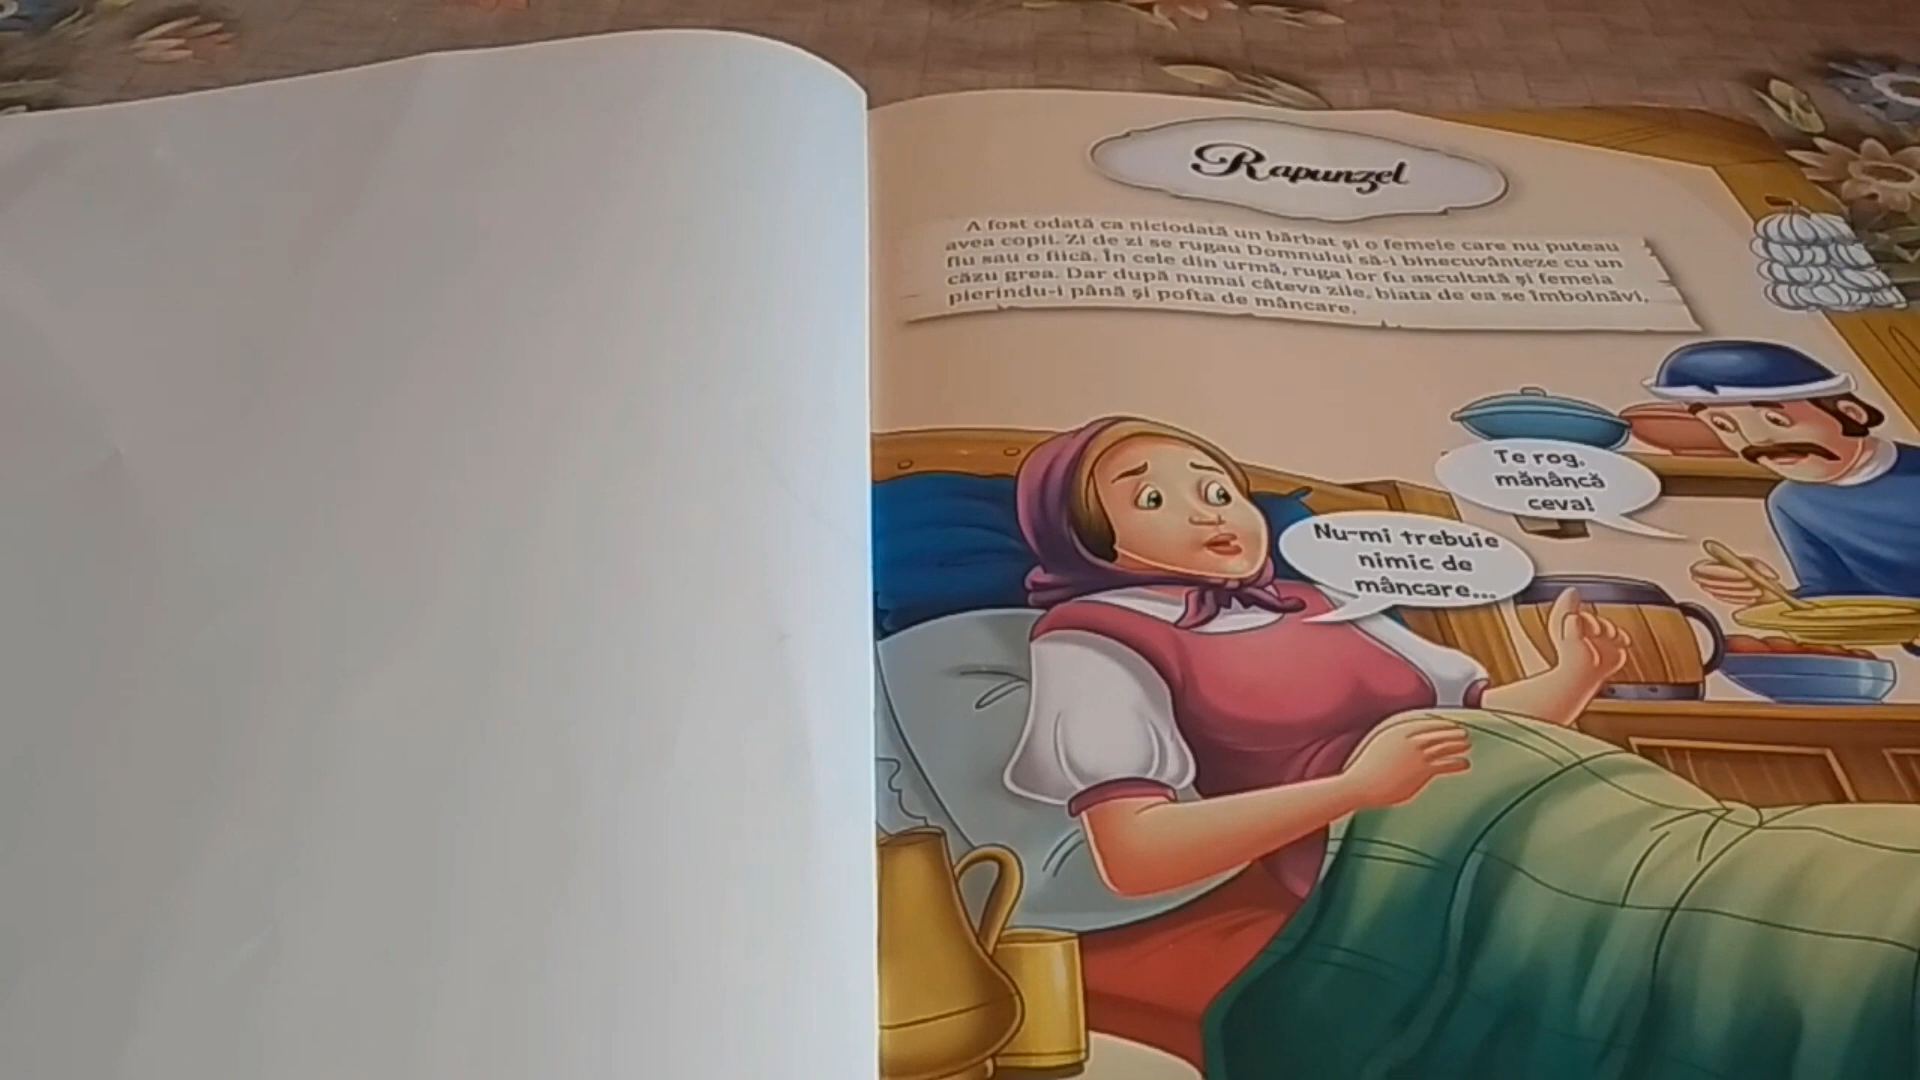 Rapunzel
A fost odată ca niciodată un bărbat și o femeie care nu puteau
avea copii. Zi de zi se rugau Domnului să-i binecuvânteze cu un
fiu sau o fiică. În cele din urmă, ruga lor fu ascultată și femeia
căzu grea. Dar după numai câteva zile, biata de ea se îmbolnăvi,
pierindu-i până și pofta de mâncare.
Te rog,
mănâncă
ceva!
Nu-mi trebuie
nimic de
mâncare...